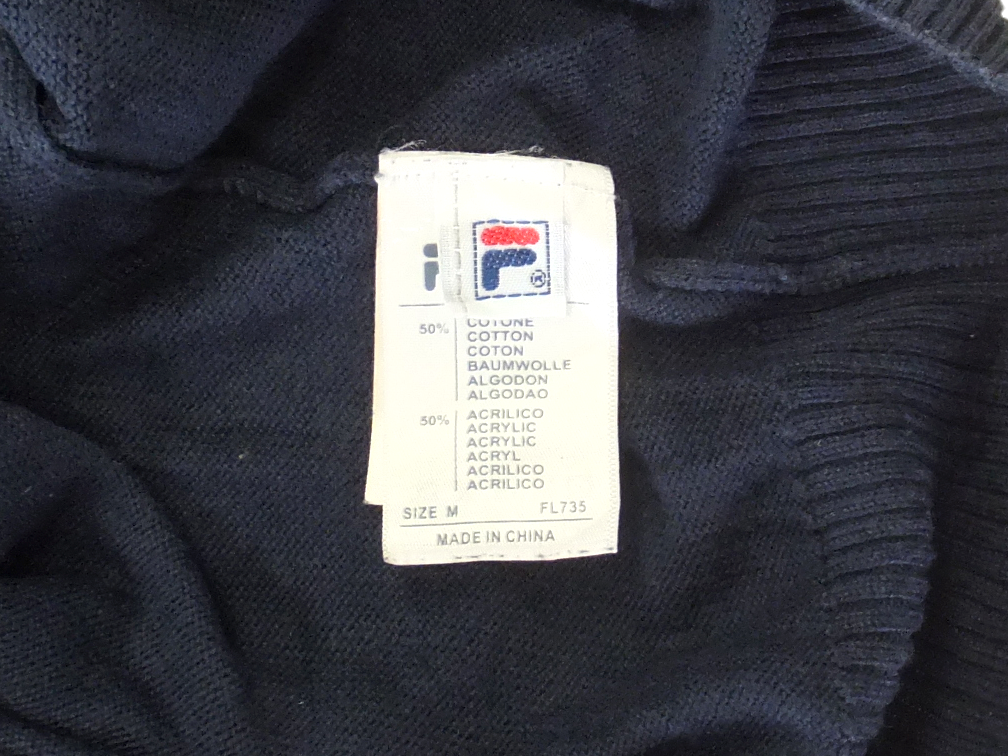 F®
50% COTONE
COTTON
COTON
BAUMWOLLE
ALGODON
ALGODAO
50% ACRILICO
ACRYLIC
ACRYLIC
ACRYL
ACRILICO
ACRILICO
SIZE M FL735
MADE IN CHINA